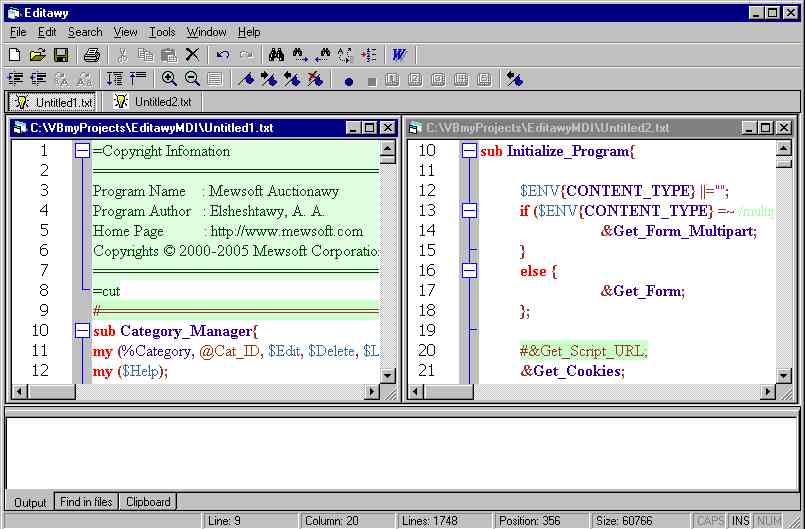 Editawy
File Edit Search View Tools Window Help
Untitled1.txt Untitled2.txt
C:\VBmyProjects\EditawyMDI\Untitled1.txt
1 =Copyright Infomation
2
3 Program Name : Mewsoft Auctionawy
4 Program Author : Elsheshtawy, A. A.
5 Home Page : http://www.mewsoft.com
6 Copyrights © 2000-2005 Mewsoft Corporatio
7
8 =cut
9 #
10 sub Category_Manager{
11 my (%Category, @Cat_ID, $Edit, $Delete, $L
12 my ($Help);
C:\VBmyProjects\EditawyMDI\Untitled2.txt
10 sub Initialize_Program{
11
12 $ENV{CONTENT_TYPE} ||="";
13 if ($ENV{CONTENT_TYPE} =~ /multi
14 &Get_Form_Multipart;
15 }
16 else {
17 &Get_Form;
18 };
19
20 #&Get_Script_URL;
21 &Get_Cookies;
Output Find in files Clipboard
Line: 9 Column: 20 Lines: 1748 Position: 356 Size: 60766 CAPS INS NUM